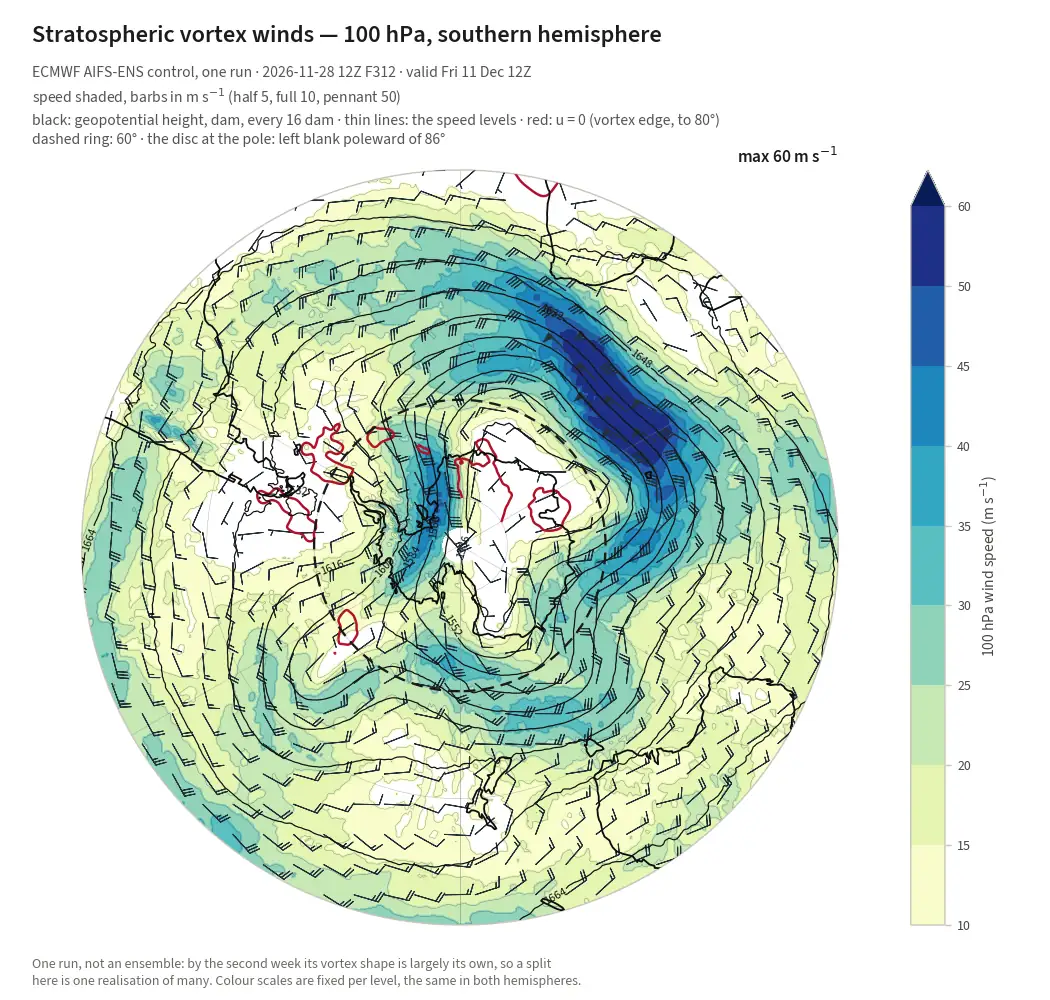 Stratospheric vortex winds — 100 hPa, southern hemisphere
ECMWF AIFS-ENS control, one run · 2026-11-28 12Z F312 · valid Fri 11 Dec 12Z
speed shaded, barbs in m s⁻¹ (half 5, full 10, pennant 50)
black: geopotential height, dam, every 16 dam · thin lines: the speed levels · red: u = 0 (vortex edge, to 80°)
dashed ring: 60° · the disc at the pole: left blank poleward of 86°
max 60 m s⁻¹
60
50
45
40
35
30
25
20
15
10
100 hPa wind speed (m s⁻¹)
1648
1664
1616
1552
1664
One run, not an ensemble: by the second week its vortex shape is largely its own, so a split
here is one realisation of many. Colour scales are fixed per level, the same in both hemispheres.